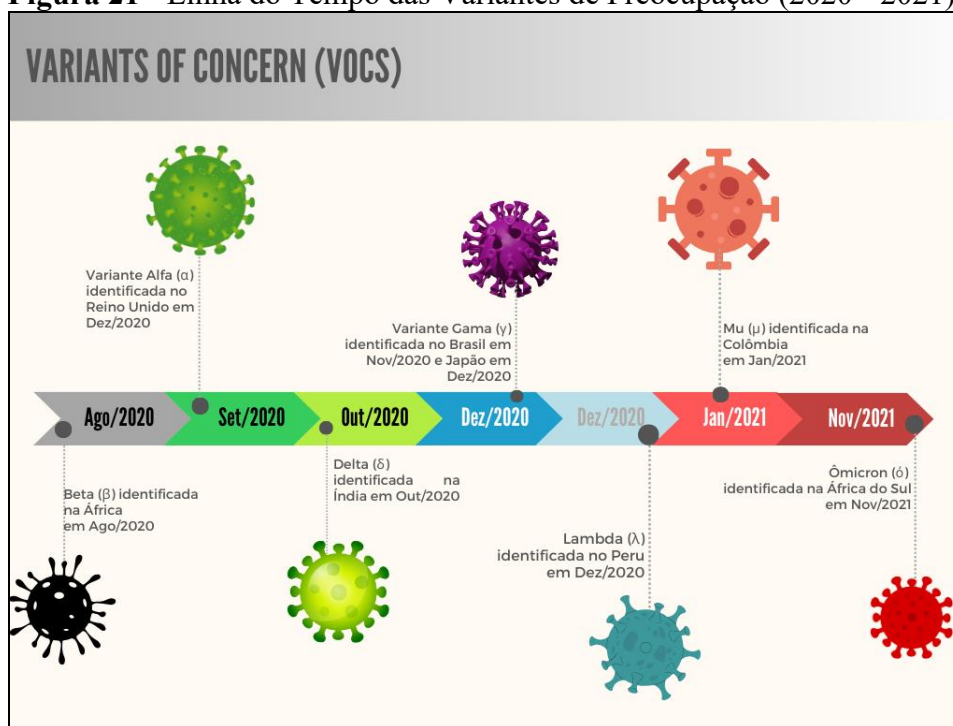 Figura 21 - Linha do Tempo das Variantes de Preocupação (2020 - 2021)
VARIANTS OF CONCERN (VOCS)
Variante Alfa (α)
identificada no
Reino Unido em
Dez/2020
Variante Gama (γ)
identificada no Brasil em
Nov/2020 e Japão em
Dez/2020
Mu (μ) identificada na
Colômbia
em Jan/2021
Ago/2020
Set/2020
Out/2020
Dez/2020
Dez/2020
Jan/2021
Nov/2021
Beta (β) identificada
na África
em Ago/2020
Delta (δ)
identificada na
Índia em Out/2020
Lambda (λ)
identificada no Peru
em Dez/2020
Ômicron (ó)
identificada na África do Sul
em Nov/2021